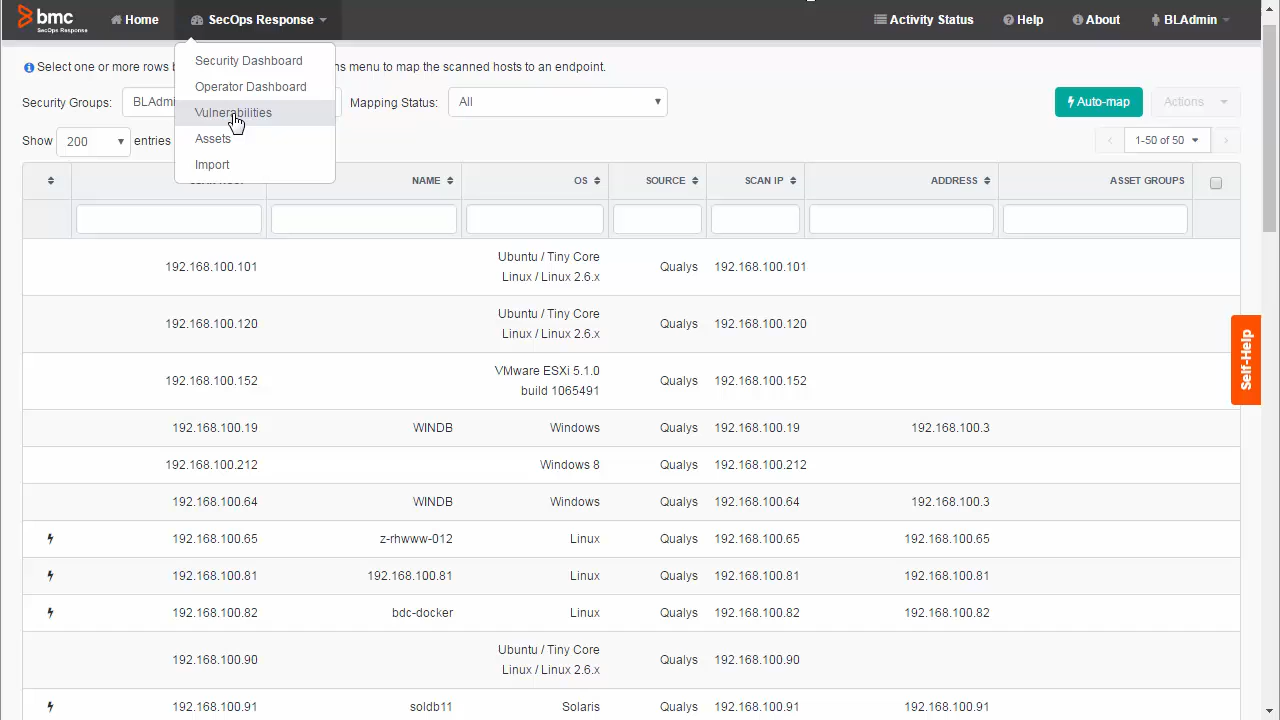 bmc
SecOps Response
Home
SecOps Response
Activity Status
Help
About
BLAdmin
Security Dashboard
Operator Dashboard
Vulnerabilities
Assets
Import
Select one or more rows
menu to map the scanned hosts to an endpoint.
Security Groups:
Mapping Status: All
Auto-map
Actions
Show 200 entries
1-50 of 50
NAME OS SOURCE SCAN IP ADDRESS ASSET GROUPS
Ubuntu / Tiny Core
192.168.100.101 Qualys 192.168.100.101
Linux / Linux 2.6.x
Ubuntu / Tiny Core
192.168.100.120 Qualys 192.168.100.120
Linux / Linux 2.6.x
VMware ESXi 5.1.0
192.168.100.152 Qualys 192.168.100.152
build 1065491
192.168.100.19 WINDB Windows Qualys 192.168.100.19 192.168.100.3
192.168.100.212 Windows 8 Qualys 192.168.100.212
192.168.100.64 WINDB Windows Qualys 192.168.100.64 192.168.100.3
192.168.100.65 z-rhwww-012 Linux Qualys 192.168.100.65 192.168.100.65
192.168.100.81 192.168.100.81 Linux Qualys 192.168.100.81 192.168.100.81
192.168.100.82 bdc-docker Linux Qualys 192.168.100.82 192.168.100.82
Ubuntu / Tiny Core
192.168.100.90 Qualys 192.168.100.90
Linux / Linux 2.6.x
192.168.100.91 soldb11 Solaris Qualys 192.168.100.91 192.168.100.91
Self-Help